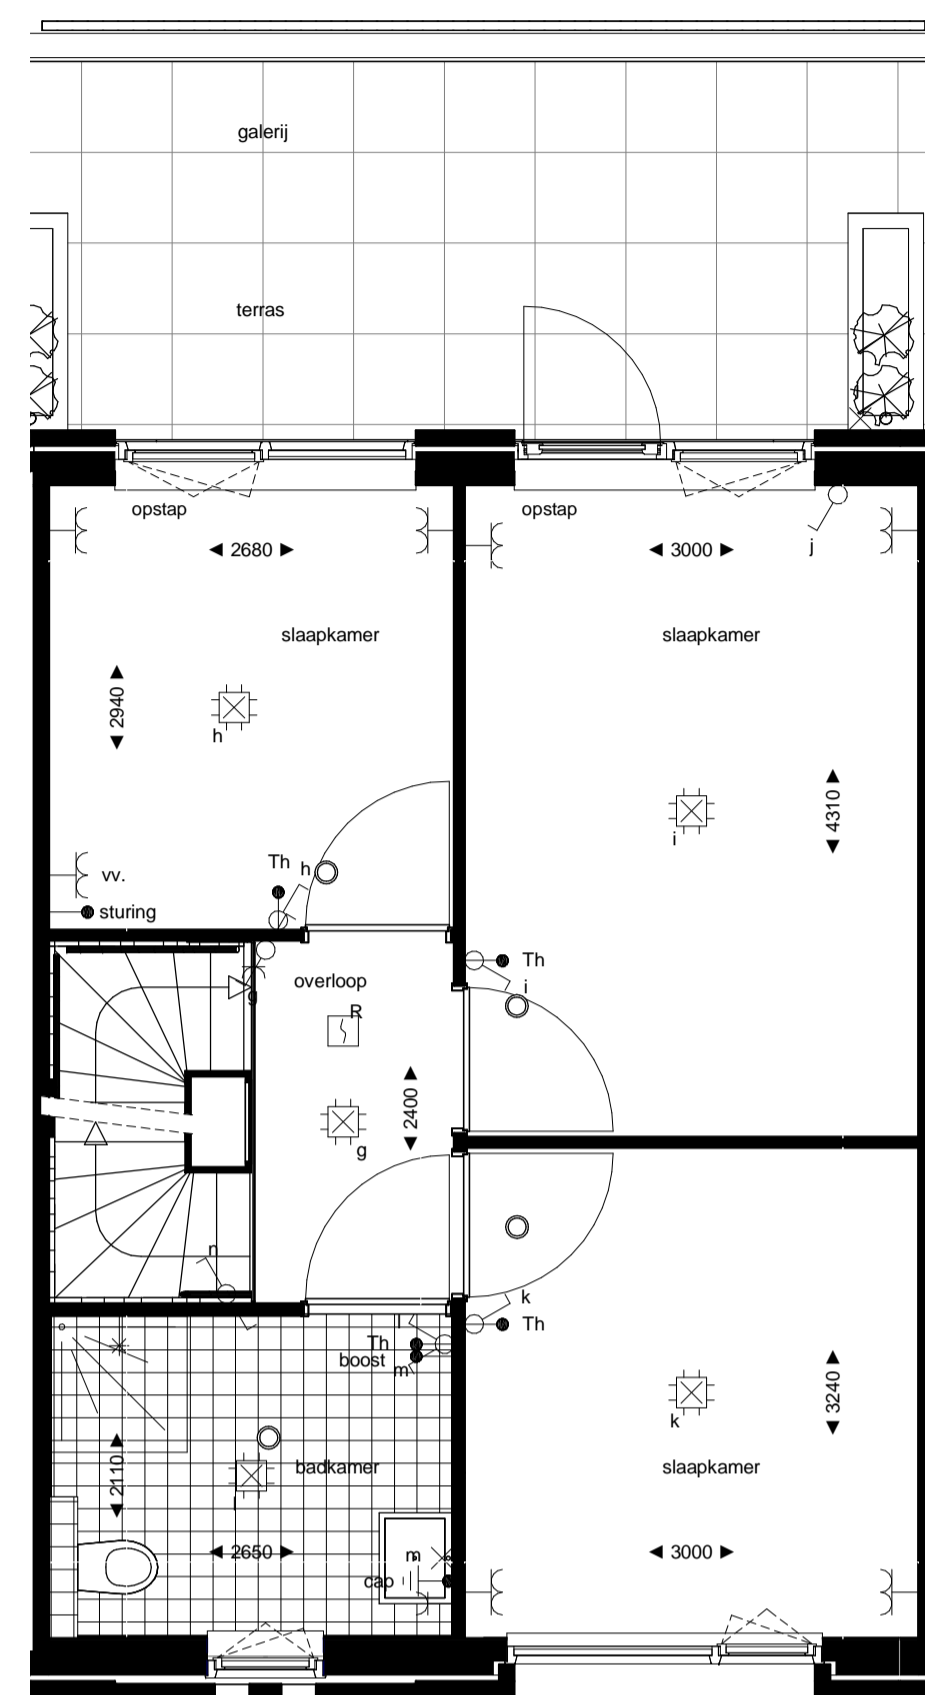 galerij
terras
opstap
opstap
j
◄ 2680 ►
◄ 3000 ►
slaapkamer
slaapkamer
◄ 2940 ►
h
◄ 4310 ►
i
Th h
vv.
sturing
Th
i
overloop
g
R
◄ 2400 ►
g
n
k
Th
l
Th
boost
m
k
◄ 3240 ►
badkamer
slaapkamer
◄ 2110 ►
l
◄ 2650 ►
m
◄ 3000 ►
cap